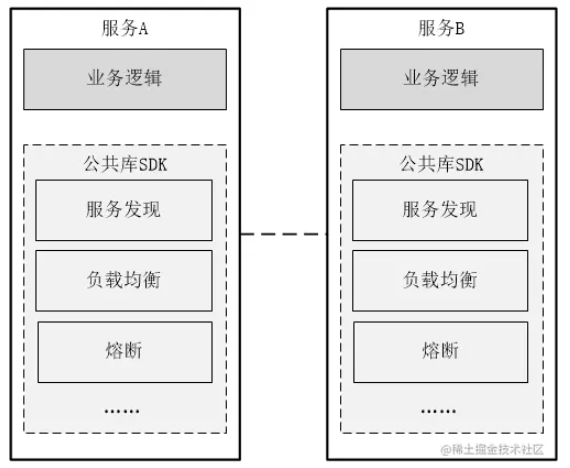 服务A
业务逻辑
公共库SDK
服务发现
负载均衡
熔断
……
服务B
业务逻辑
公共库SDK
服务发现
负载均衡
熔断
……
@稀土掘金技术社区